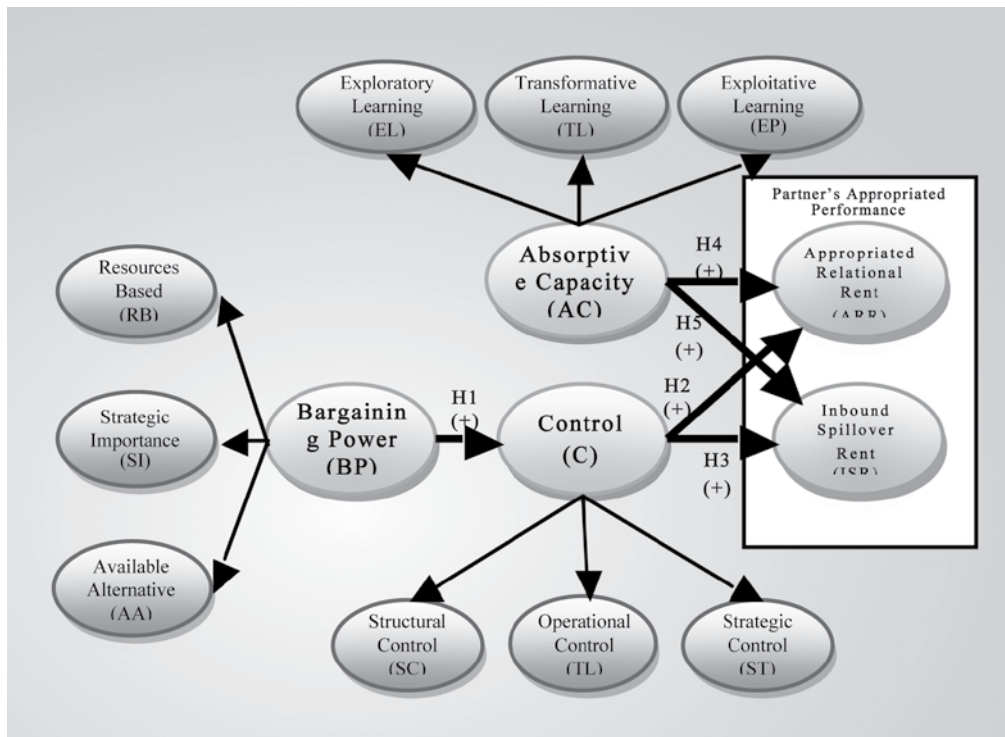 Exploratory
Learning
(EL)
Transformative
Learning
(TL)
Exploitative
Learning
(EP)
Partner's Appropriated
Performance
Absorptiv
e Capacity
(AC)
H4
(+)
Appropriated
Relational
Rent
(ARR)
Resources
Based
(RB)
H5
(+)
Strategic
Importance
(SI)
Bargainin
g Power
(BP)
H1
(+)
Control
(C)
H2
(+)
H3
(+)
Inbound
Spillover
Rent
(ISR)
Available
Alternative
(AA)
Structural
Control
(SC)
Operational
Control
(TL)
Strategic
Control
(ST)